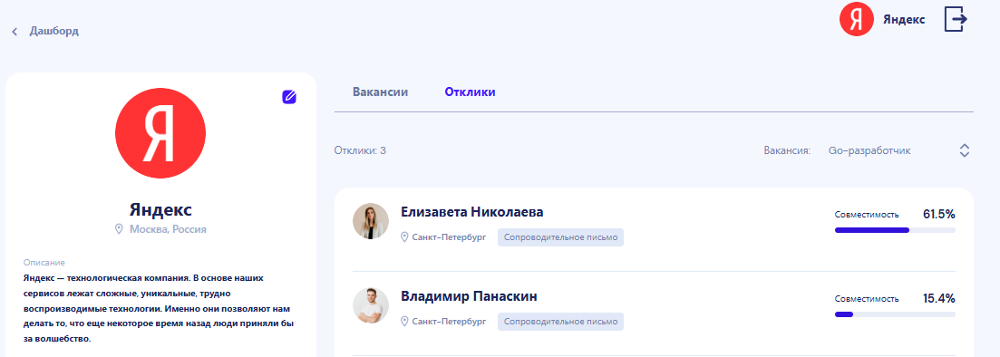 Дашборд
Я Яндекс
Я
Яндекс
Москва, Россия
Описание
Яндекс — технологическая компания. В основе наших
сервисов лежат сложные, уникальные, трудно
воспроизводимые технологии. Именно они позволяют нам
делать то, что еще некоторое время назад люди приняли бы
за волшебство.
Вакансии Отклики
Отклики: 3 Вакансия: Go-разработчик
Елизавета Николаева Совместимость 61.5%
Санкт-Петербург Сопроводительное письмо
Владимир Панаскин Совместимость 15.4%
Санкт-Петербург Сопроводительное письмо